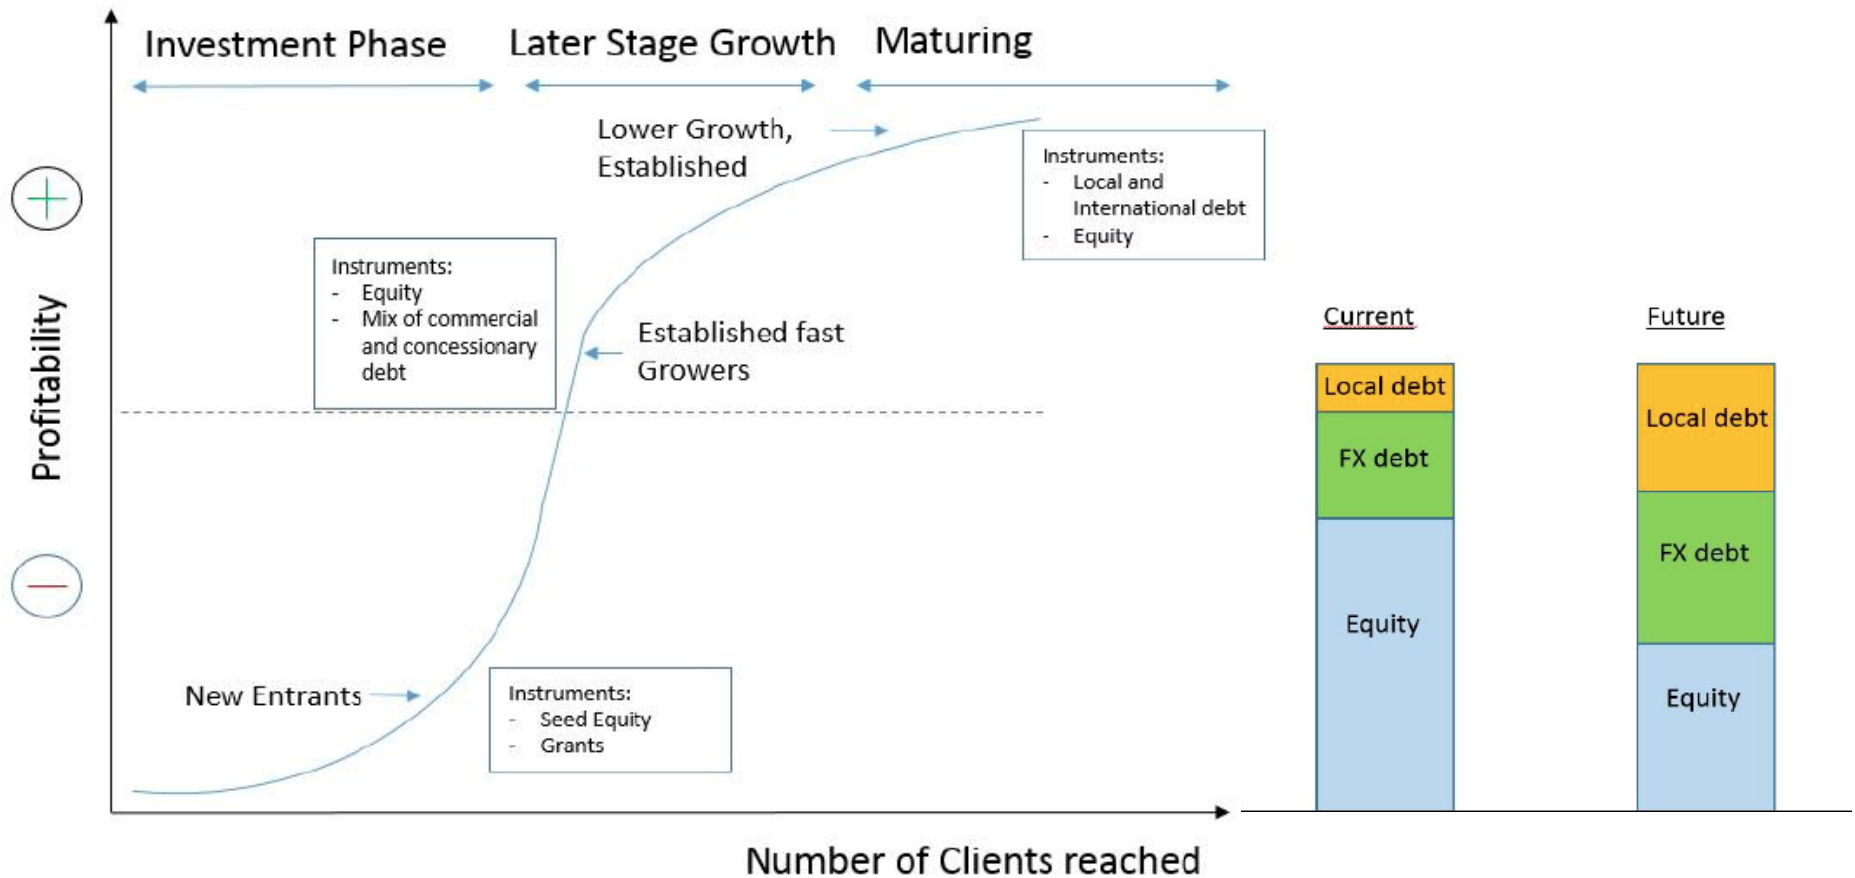 Investment Phase
Later Stage Growth
Maturing
Lower Growth,
Established
Instruments:
- Local and
International debt
- Equity
Instruments:
- Equity
- Mix of commercial
and concessionary
debt
Established fast
Growers
New Entrants
Instruments:
- Seed Equity
- Grants
Profitability
Number of Clients reached
Current
Local debt
FX debt
Equity
Future
Local debt
FX debt
Equity